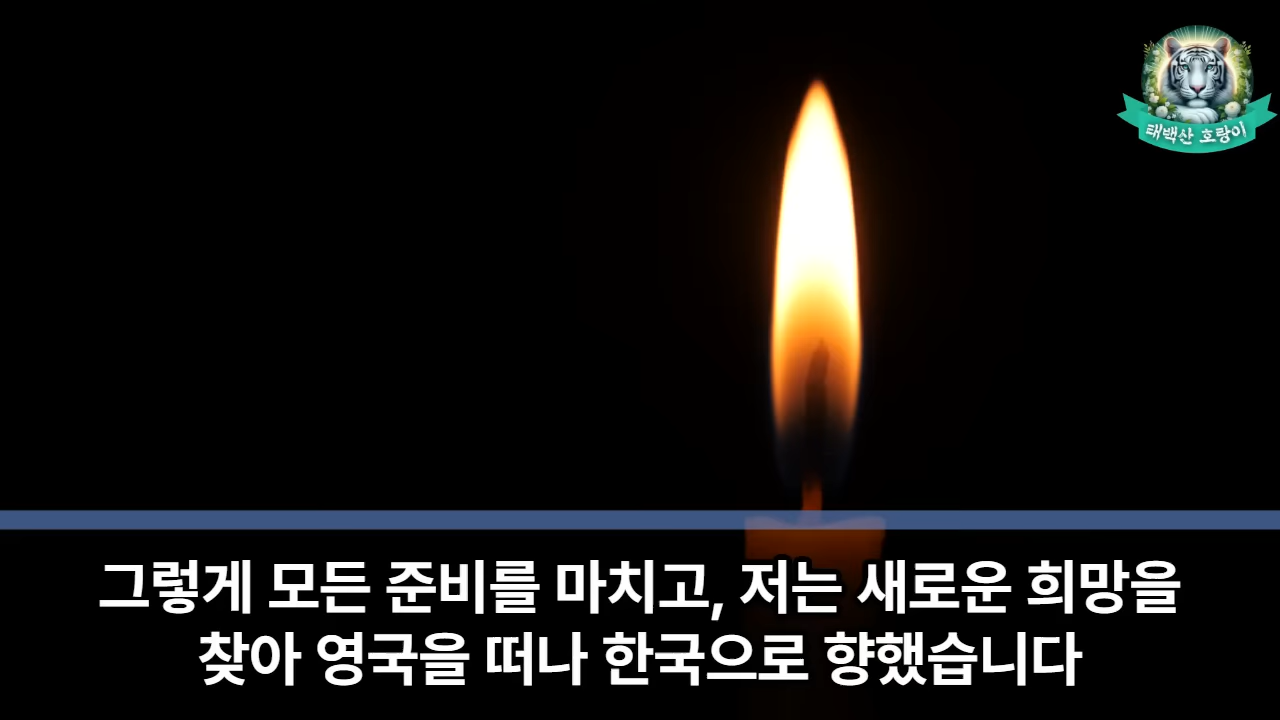 태백산 호랑이
그렇게 모든 준비를 마치고, 저는 새로운 희망을
찾아 영국을 떠나 한국으로 향했습니다